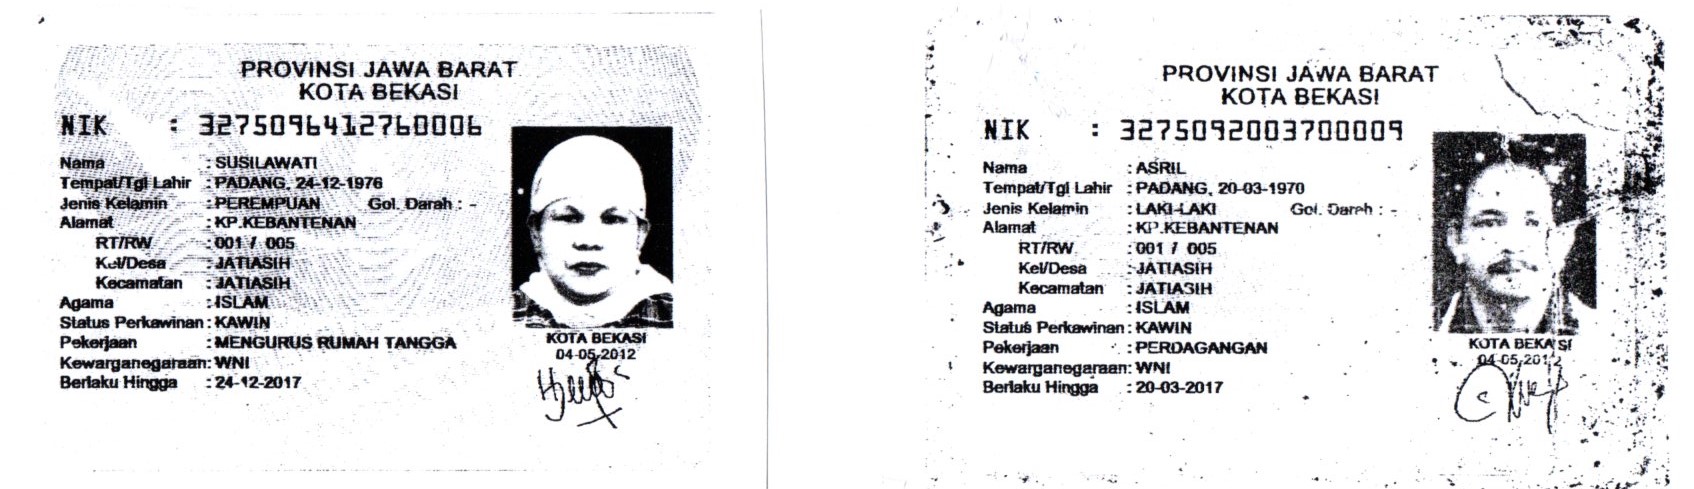 PROVINSI JAWA BARAT
KOTA BEKASI
NIK : 3275096412760006
Nama : SUSILAWATI
Tempat/Tgl Lahir : PADANG, 24-12-1976
Jenis Kelamin : PEREMPUAN Gol. Darah : -
Alamat : KP.KEBANTENAN
RT/RW : 001 / 005
Kel/Desa : JATIASIH
Kecamatan : JATIASIH
Agama : ISLAM
Status Perkawinan : KAWIN
Pekerjaan : MENGURUS RUMAH TANGGA
Kewarganegaraan : WNI
Berlaku Hingga : 24-12-2017
KOTA BEKASI
04-05-2012
PROVINSI JAWA BARAT
KOTA BEKASI
NIK : 3275092003700009
Nama : ASRIL
Tempat/Tgl Lahir : PADANG, 20-03-1970
Jenis Kelamin : LAKI-LAKI Gol. Darah : -
Alamat : KP.KEBANTENAN
RT/RW : 001 / 005
Kel/Desa : JATIASIH
Kecamatan : JATIASIH
Agama : ISLAM
Status Perkawinan : KAWIN
Pekerjaan : PERDAGANGAN
Kewarganegaraan : WNI
Berlaku Hingga : 20-03-2017
KOTA BEKASI
04-05-2012